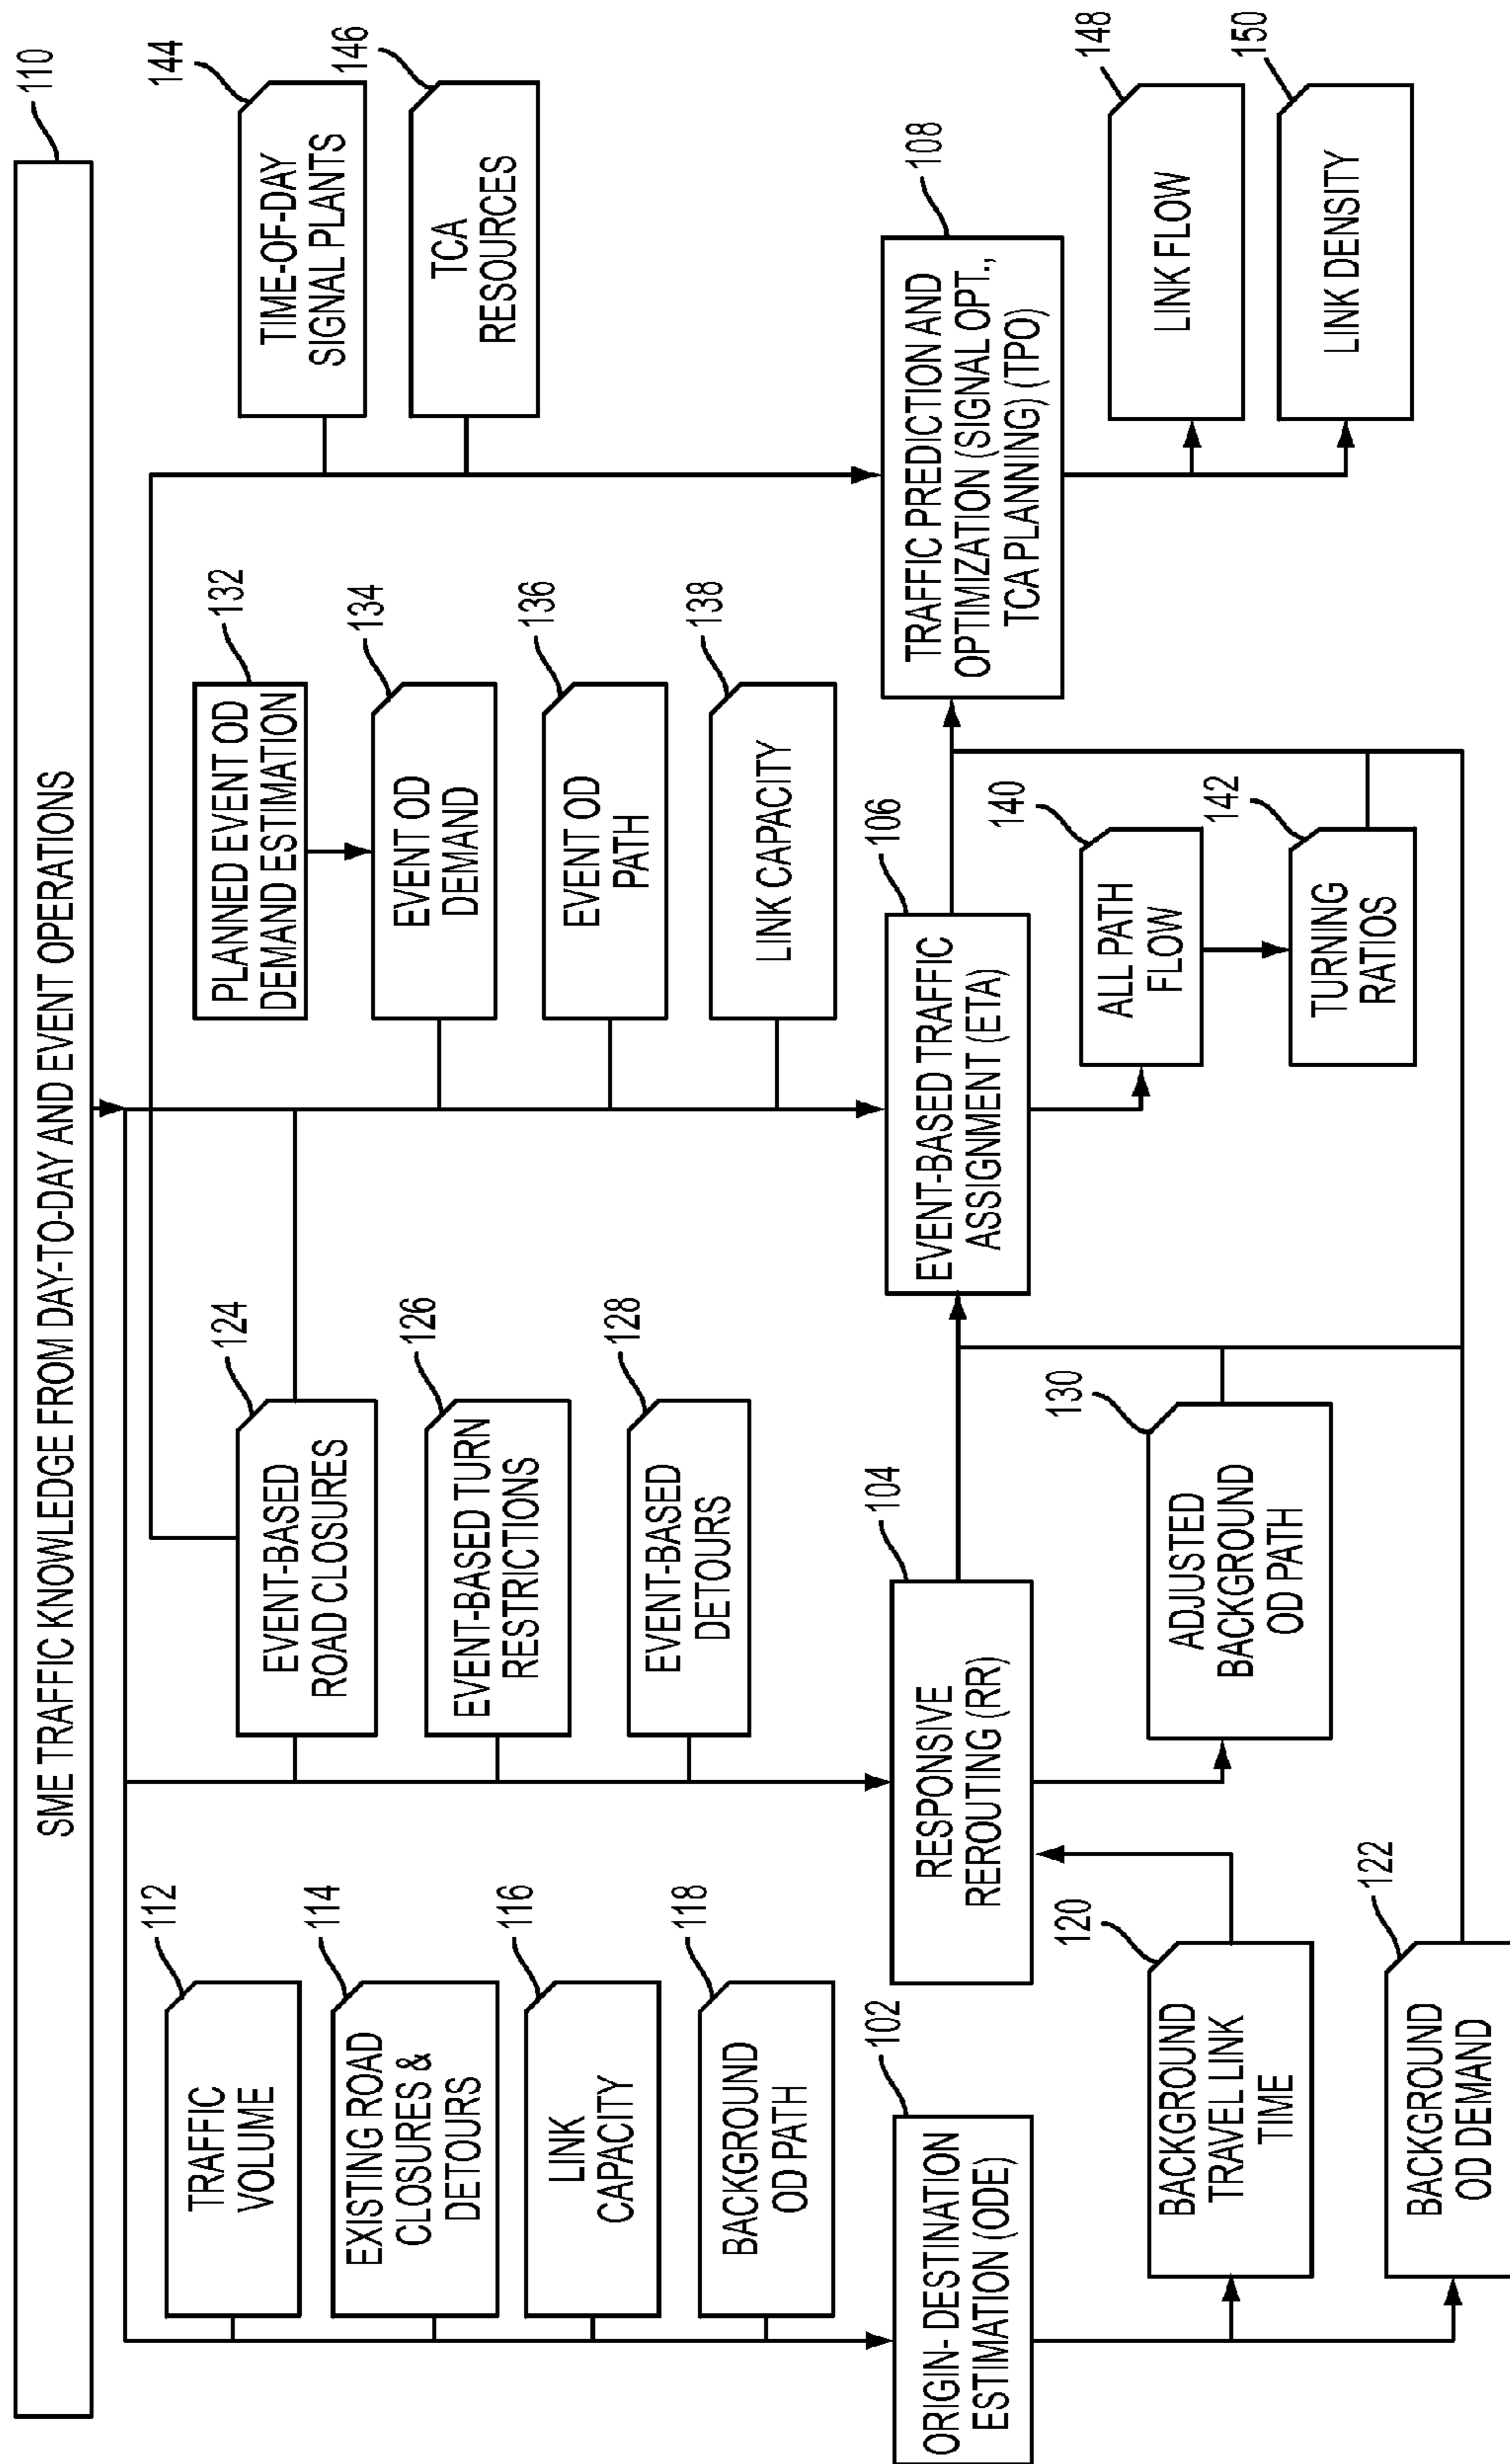 SME TRAFFIC KNOWLEDGE FROM DAY-TO-DAY AND EVENT OPERATIONS
110
TRAFFIC
VOLUME
112
EXISTING ROAD
CLOSURES &
DETOURS
114
LINK
CAPACITY
116
BACKGROUND
OD PATH
118
ORIGIN- DESTINATION
ESTIMATION (ODE)
102
BACKGROUND
TRAVEL LINK
TIME
120
BACKGROUND
OD DEMAND
122
EVENT-BASED
ROAD CLOSURES
124
EVENT-BASED TURN
RESTRICTIONS
126
EVENT-BASED
DETOURS
128
RESPONSIVE
REROUTING (RR)
104
ADJUSTED
BACKGROUND
OD PATH
130
PLANNED EVENT OD
DEMAND ESTIMATION
132
EVENT OD
DEMAND
134
EVENT OD
PATH
136
LINK CAPACITY
138
EVENT-BASED TRAFFIC
ASSIGNMENT (ETA)
106
ALL PATH
FLOW
140
TURNING
RATIOS
142
TIME-OF-DAY
SIGNAL PLANTS
144
TCA
RESOURCES
146
TRAFFIC PREDICTION AND
OPTIMIZATION (SIGNAL OPT.,
TCA PLANNING) (TPO)
108
LINK FLOW
148
LINK DENSITY
150